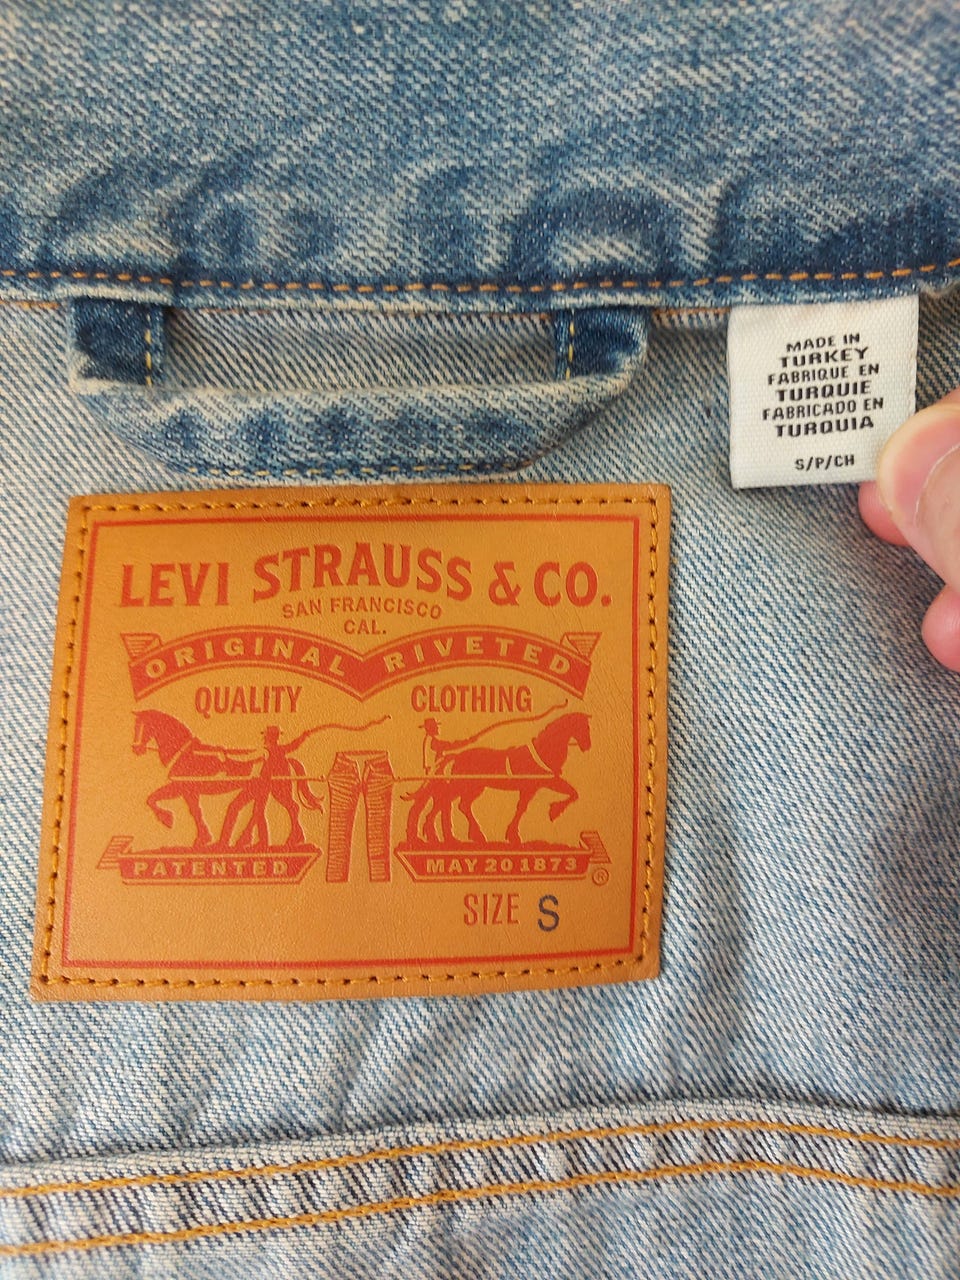 MADE IN
TURKEY
FABRIQUE EN
TURQUIE
FABRICADO EN
TURQUIA
S/P/CH
LEVI STRAUSS & CO.
SAN FRANCISCO
CAL.
ORIGINAL RIVETED
QUALITY CLOTHING
PATENTED MAY 20 1873 ®
SIZE S